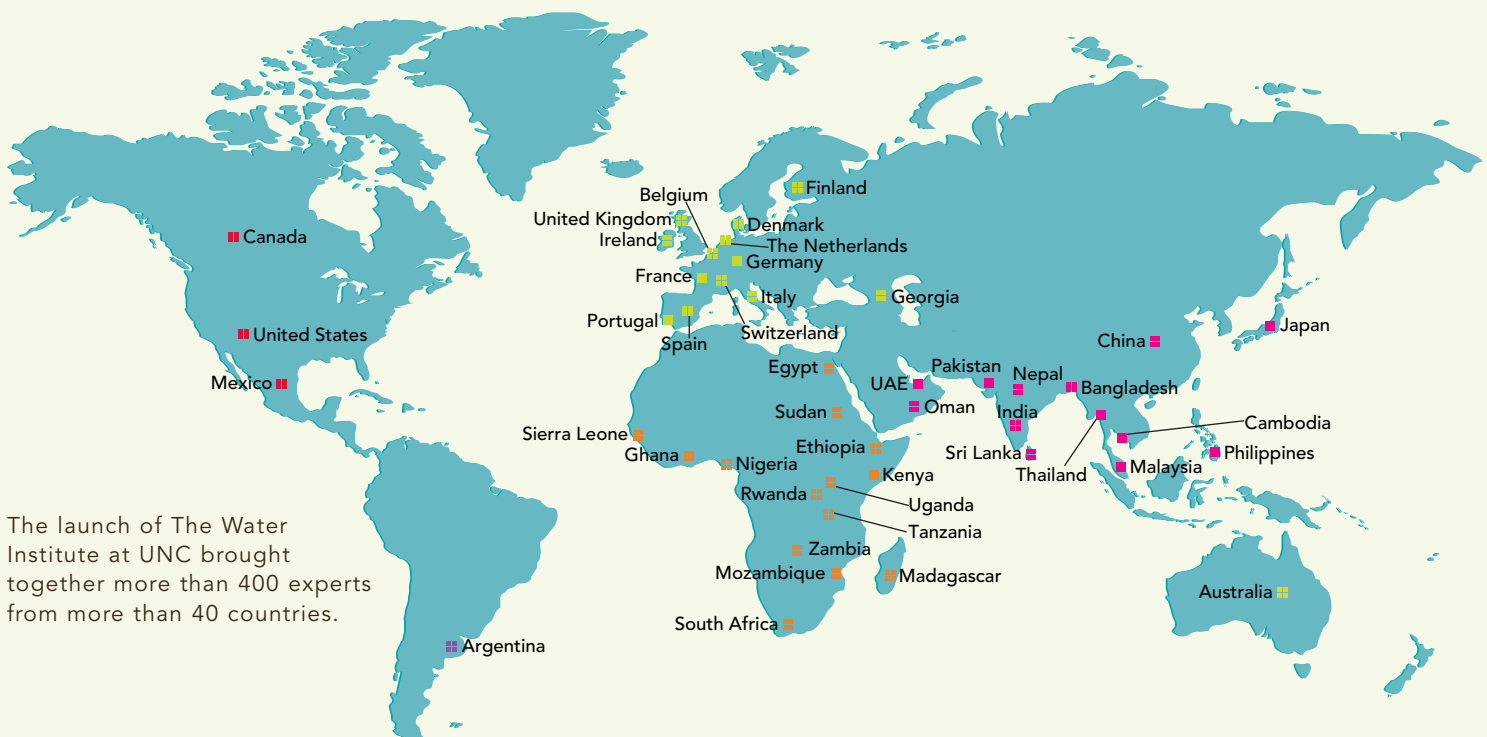 Finland
Belgium
United Kingdom
Denmark
Ireland
The Netherlands
Canada
Germany
France
Italy
Georgia
Portugal
Switzerland
Spain
United States
Japan
China
Mexico
Egypt
Pakistan
Nepal
UAE
Bangladesh
Oman
India
Sudan
Cambodia
Sierra Leone
Ethiopia
Sri Lanka
Philippines
Ghana
Nigeria
Thailand
Malaysia
Kenya
Rwanda
Uganda
Tanzania
The launch of The Water
Institute at UNC brought
together more than 400 experts
from more than 40 countries.
Zambia
Mozambique
Madagascar
Australia
South Africa
Argentina